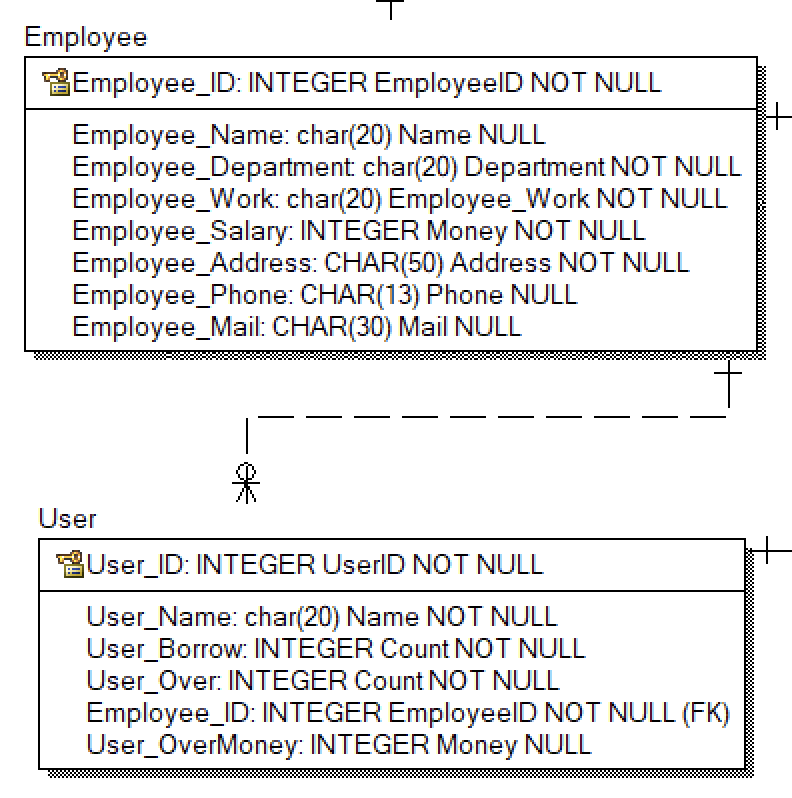 Employee
Employee_ID: INTEGER EmployeeID NOT NULL
Employee_Name: char(20) Name NULL
Employee_Department: char(20) Department NOT NULL
Employee_Work: char(20) Employee_Work NOT NULL
Employee_Salary: INTEGER Money NOT NULL
Employee_Address: CHAR(50) Address NOT NULL
Employee_Phone: CHAR(13) Phone NULL
Employee_Mail: CHAR(30) Mail NULL
User
User_ID: INTEGER UserID NOT NULL
User_Name: char(20) Name NOT NULL
User_Borrow: INTEGER Count NOT NULL
User_Over: INTEGER Count NOT NULL
Employee_ID: INTEGER EmployeeID NOT NULL (FK)
User_OverMoney: INTEGER Money NULL